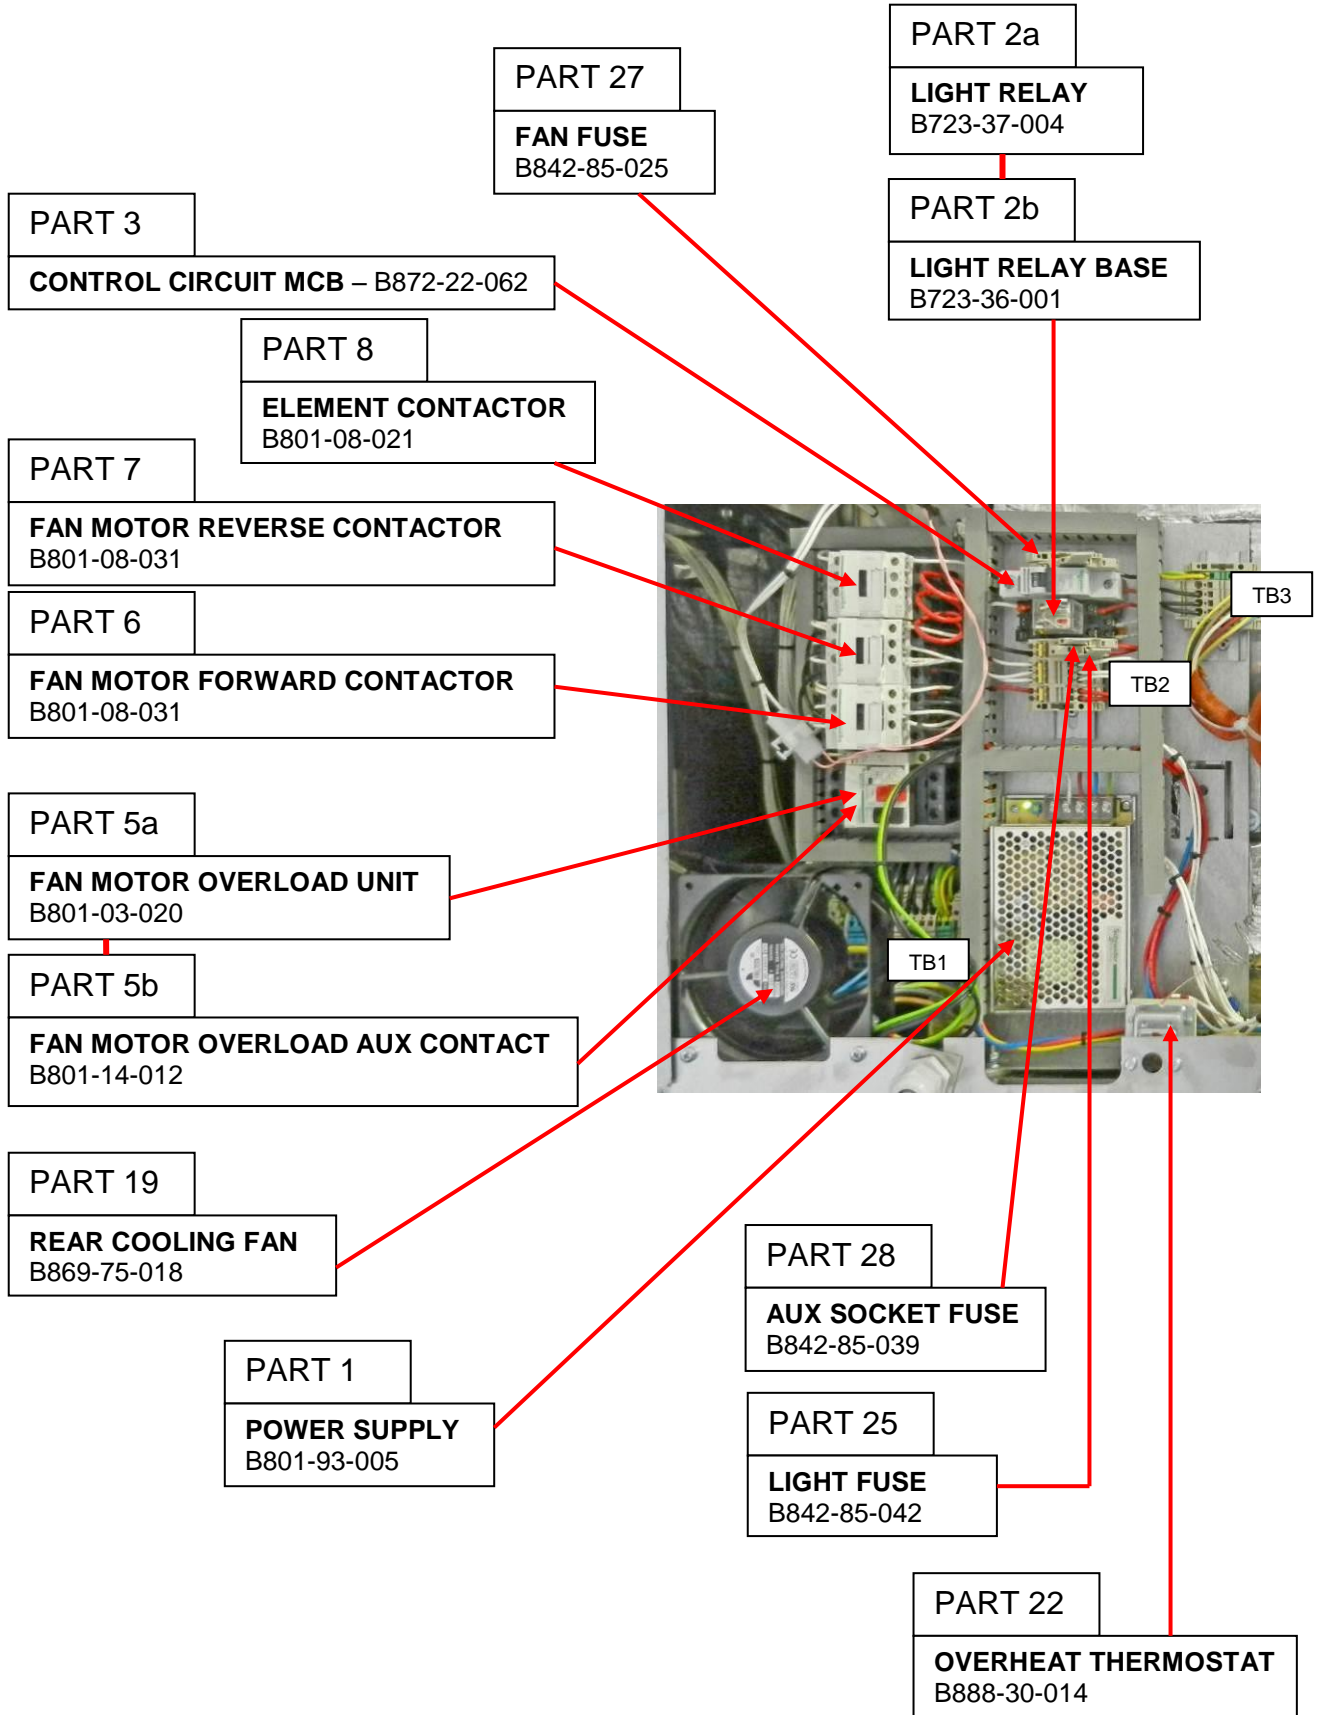 PART 2a
LIGHT RELAY
B723-37-004
PART 27
FAN FUSE
B842-85-025
PART 2b
LIGHT RELAY BASE
B723-36-001
PART 3
CONTROL CIRCUIT MCB – B872-22-062
PART 8
ELEMENT CONTACTOR
B801-08-021
PART 7
FAN MOTOR REVERSE CONTACTOR
B801-08-031
PART 6
FAN MOTOR FORWARD CONTACTOR
B801-08-031
TB3
TB2
PART 5a
FAN MOTOR OVERLOAD UNIT
B801-03-020
TB1
PART 5b
FAN MOTOR OVERLOAD AUX CONTACT
B801-14-012
PART 19
REAR COOLING FAN
B869-75-018
PART 28
AUX SOCKET FUSE
B842-85-039
PART 1
POWER SUPPLY
B801-93-005
PART 25
LIGHT FUSE
B842-85-042
PART 22
OVERHEAT THERMOSTAT
B888-30-014